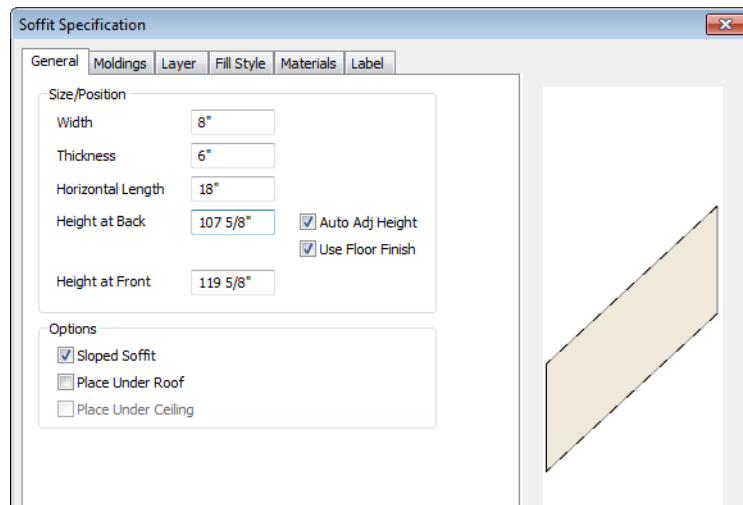 Soffit Specification
General Moldings Layer Fill Style Materials Label
Size/Position
Width 8"
Thickness 6"
Horizontal Length 18"
Height at Back 107 5/8" Auto Adj Height
Use Floor Finish
Height at Front 119 5/8"
Options
Sloped Soffit
Place Under Roof
Place Under Ceiling